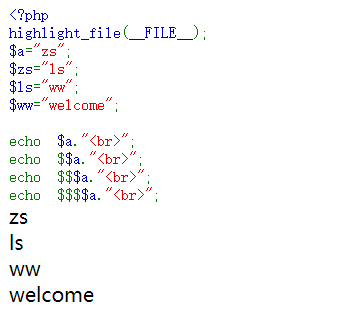 <?php
highlight_file(__FILE__);
$a="zs";
$zs="ls";
$ls="ww";
$ww="welcome";
echo  $a."<br>";
echo  $$a."<br>";
echo  $$$a."<br>";
echo  $$$$a."<br>";
zs
ls
ww
welcome